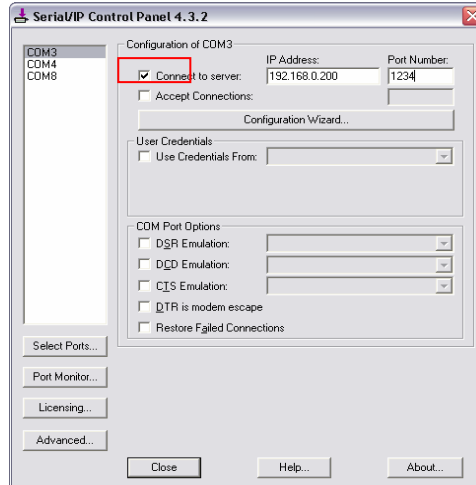 Serial/IP Control Panel 4.3.2
COM3
COM4
COM8
Configuration of COM3
IP Address:
Port Number:
Connect to server:
192.168.0.200
1234
Accept Connections:
Configuration Wizard...
User Credentials
Use Credentials From:
COM Port Options
DSR Emulation:
DCD Emulation:
CTS Emulation:
DTR is modem escape
Restore Failed Connections
Select Ports...
Port Monitor...
Licensing...
Advanced...
Close
Help...
About...